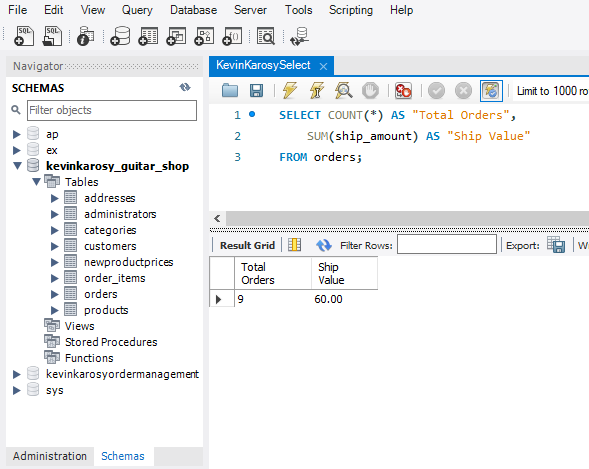 File Edit View Query Database Server Tools Scripting Help
SQL SQL
Navigator
SCHEMAS
Filter objects
ap
ex
kevinkarosy_guitar_shop
Tables
addresses
administrators
categories
customers
newproductprices
order_items
orders
products
Views
Stored Procedures
Functions
kevinkarosyordermanagement
sys
Administration Schemas
KevinKarosySelect
Limit to 1000 ro
1 SELECT COUNT(*) AS "Total Orders",
2 SUM(ship_amount) AS "Ship Value"
3 FROM orders;
Result Grid Filter Rows: Export: W
Total Ship
Orders Value
9 60.00